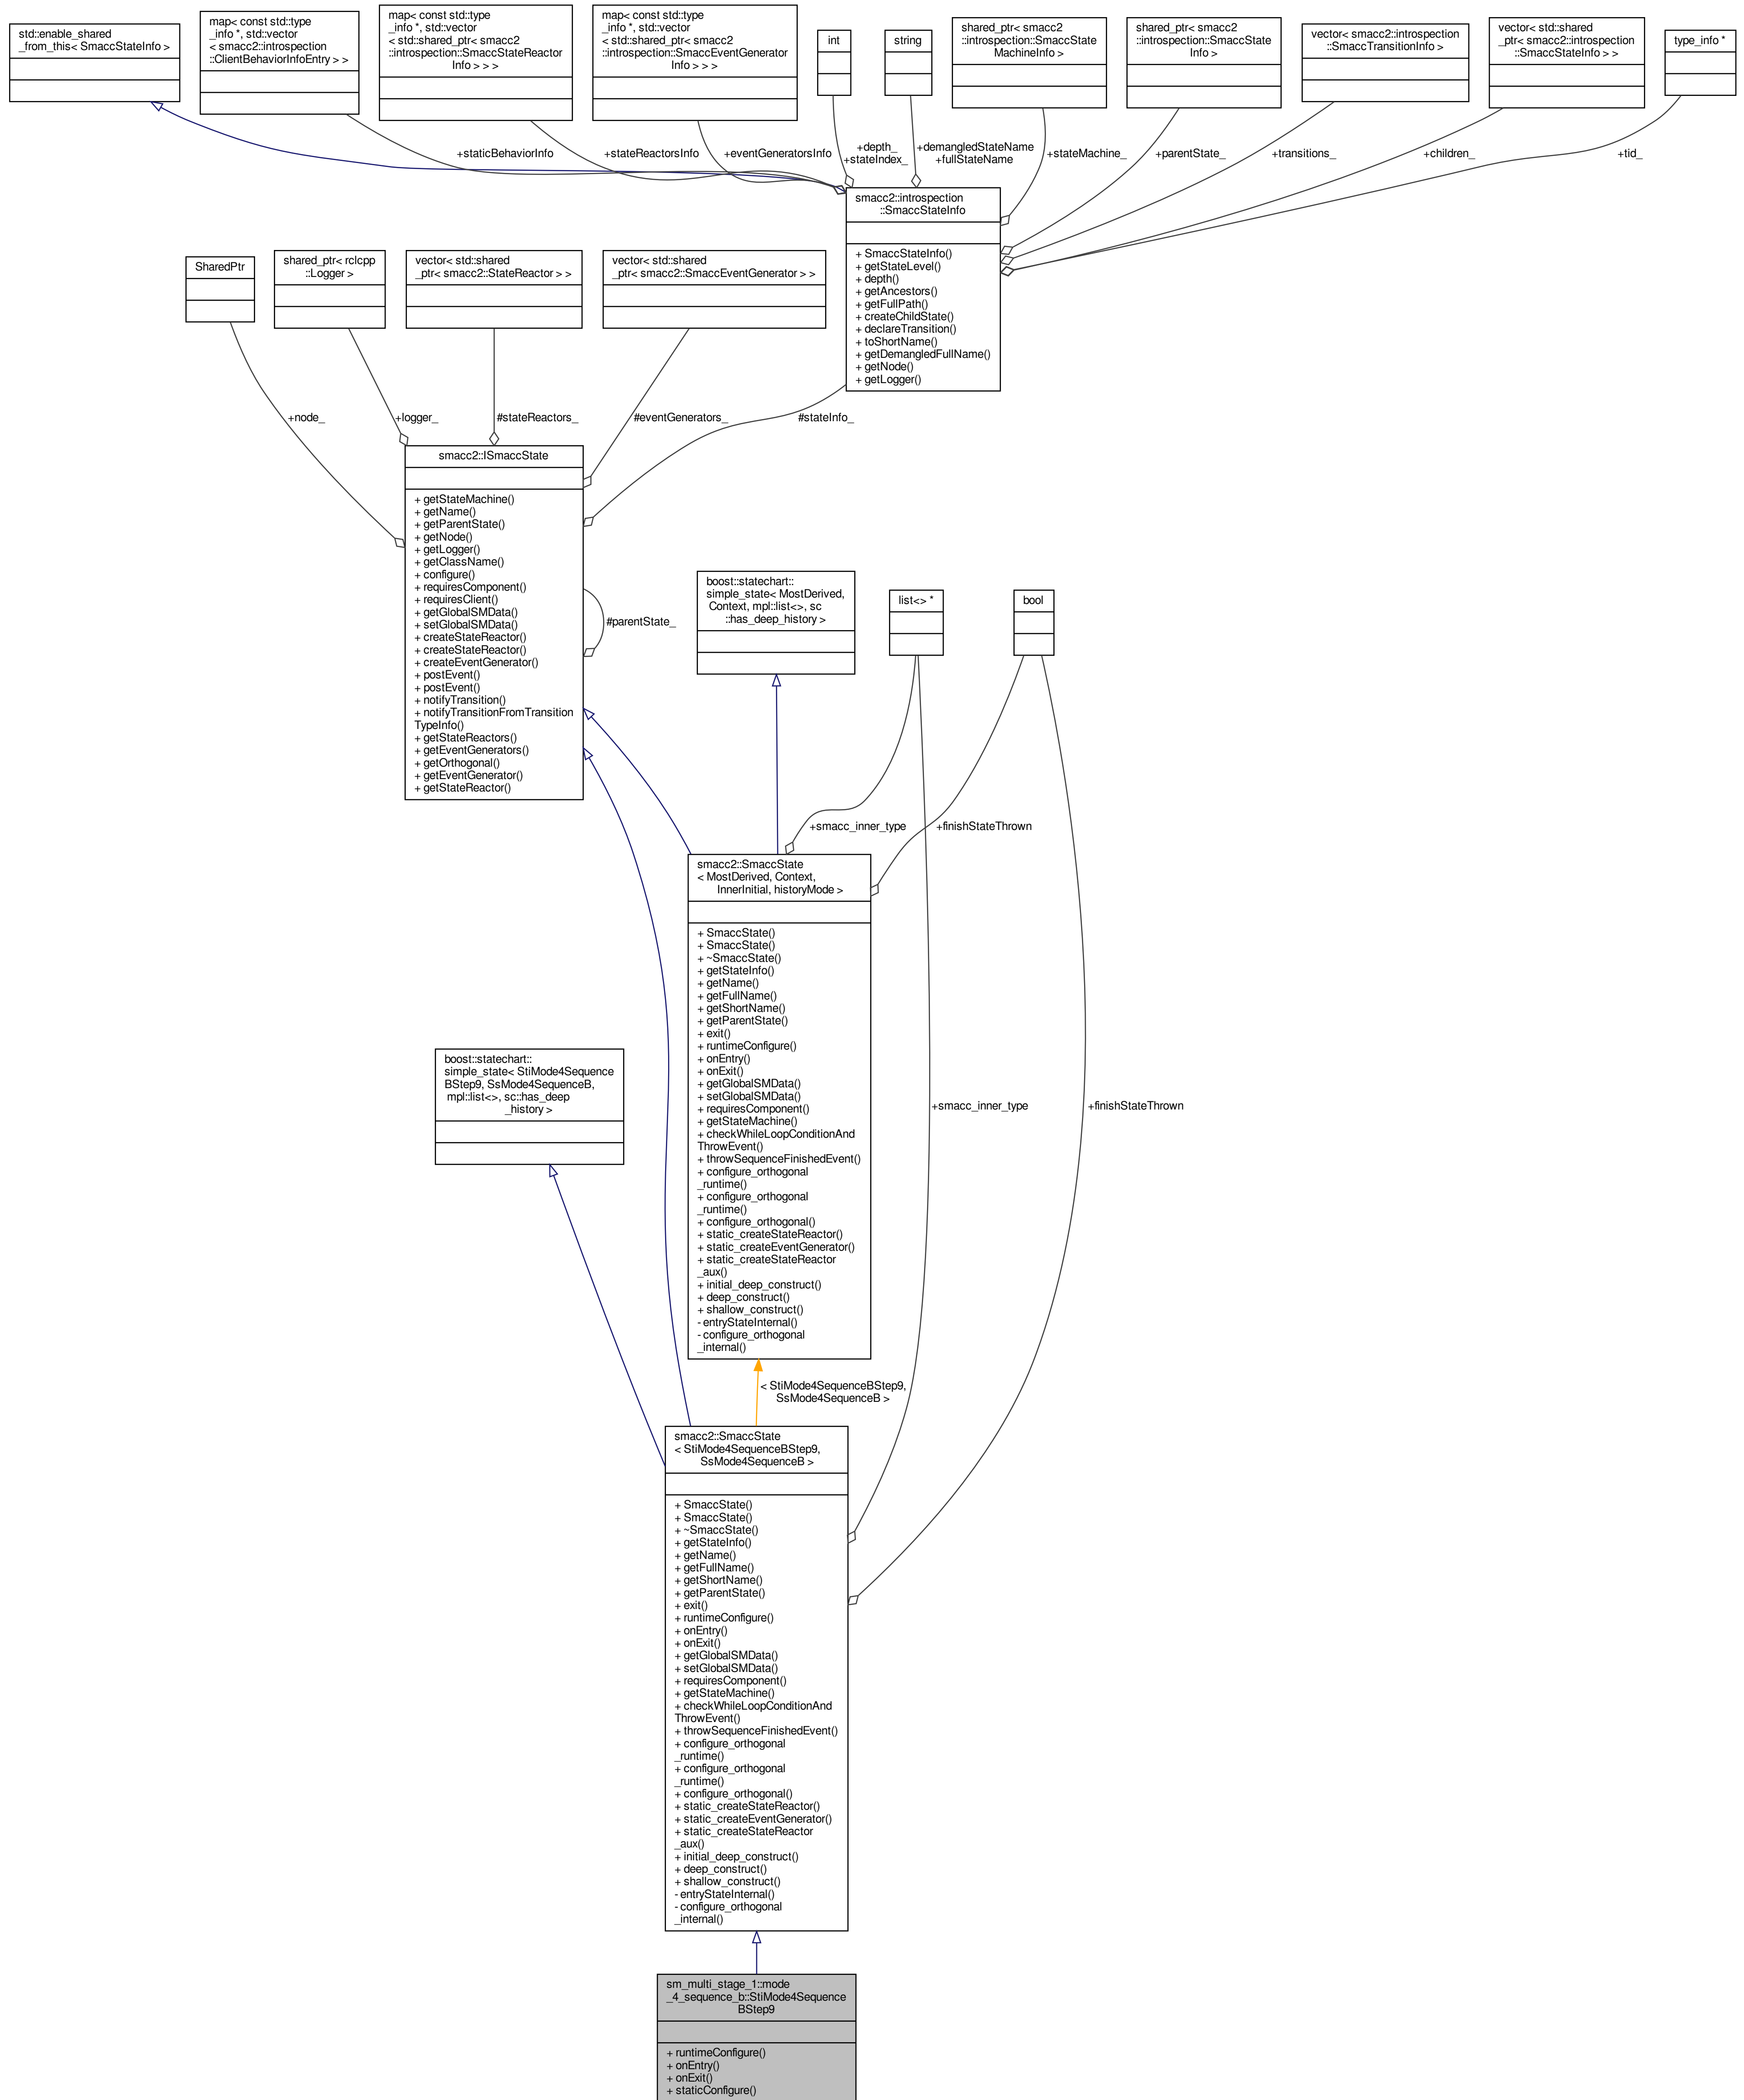 std::enable_shared
_from_this< SmaccStateInfo >
map< const std::type
_info *, std::vector
< smacc2::introspection
::ClientBehaviorInfoEntry > >
map< const std::type
_info *, std::vector
< std::shared_ptr< smacc2
::introspection::SmaccStateReactor
Info > > >
map< const std::type
_info *, std::vector
< std::shared_ptr< smacc2
::introspection::SmaccEventGenerator
Info > > >
int
string
shared_ptr< smacc2
::introspection::SmaccState
MachineInfo >
shared_ptr< smacc2
::introspection::SmaccState
Info >
vector< smacc2::introspection
::SmaccTransitionInfo >
vector< std::shared
_ptr< smacc2::introspection
::SmaccStateInfo > >
type_info *
+staticBehaviorInfo
+stateReactorsInfo
+eventGeneratorsInfo
+depth_
+stateIndex_
+demangledStateName
+fullStateName
+stateMachine_
+parentState_
+transitions_
+children_
+tid_
smacc2::introspection
::SmaccStateInfo
+ SmaccStateInfo()
+ getStateLevel()
+ depth()
+ getAncestors()
+ getFullPath()
+ createChildState()
+ declareTransition()
+ toShortName()
+ getDemangledFullName()
+ getNode()
+ getLogger()
SharedPtr
shared_ptr< rclcpp
::Logger >
vector< std::shared
_ptr< smacc2::StateReactor > >
vector< std::shared
_ptr< smacc2::SmaccEventGenerator > >
+node_
+logger_
#stateReactors_
#eventGenerators_
#stateInfo_
smacc2::ISmaccState
+ getStateMachine()
+ getName()
+ getParentState()
+ getNode()
+ getLogger()
+ getClassName()
+ configure()
+ requiresComponent()
+ requiresClient()
+ getGlobalSMData()
+ setGlobalSMData()
+ createStateReactor()
+ createStateReactor()
+ createEventGenerator()
+ postEvent()
+ postEvent()
+ notifyTransition()
+ notifyTransitionFromTransition
TypeInfo()
+ getStateReactors()
+ getEventGenerators()
+ getOrthogonal()
+ getEventGenerator()
+ getStateReactor()
#parentState_
boost::statechart::
simple_state< MostDerived,
Context, mpl::list<>, sc
::has_deep_history >
list<> *
bool
+smacc_inner_type
+finishStateThrown
smacc2::SmaccState
< MostDerived, Context,
InnerInitial, historyMode >
+ SmaccState()
+ SmaccState()
+ ~SmaccState()
+ getStateInfo()
+ getName()
+ getFullName()
+ getShortName()
+ getParentState()
+ exit()
+ runtimeConfigure()
+ onEntry()
+ onExit()
+ getGlobalSMData()
+ setGlobalSMData()
+ requiresComponent()
+ getStateMachine()
+ checkWhileLoopConditionAnd
ThrowEvent()
+ throwSequenceFinishedEvent()
+ configure_orthogonal
_runtime()
+ configure_orthogonal
_runtime()
+ configure_orthogonal()
+ static_createStateReactor()
+ static_createEventGenerator()
+ static_createStateReactor
_aux()
+ initial_deep_construct()
+ deep_construct()
+ shallow_construct()
- entryStateInternal()
- configure_orthogonal
_internal()
boost::statechart::
simple_state< StiMode4Sequence
BStep9, SsMode4SequenceB,
mpl::list<>, sc::has_deep
_history >
+smacc_inner_type
+finishStateThrown
< StiMode4SequenceBStep9,
SsMode4SequenceB >
smacc2::SmaccState
< StiMode4SequenceBStep9,
SsMode4SequenceB >
+ SmaccState()
+ SmaccState()
+ ~SmaccState()
+ getStateInfo()
+ getName()
+ getFullName()
+ getShortName()
+ getParentState()
+ exit()
+ runtimeConfigure()
+ onEntry()
+ onExit()
+ getGlobalSMData()
+ setGlobalSMData()
+ requiresComponent()
+ getStateMachine()
+ checkWhileLoopConditionAnd
ThrowEvent()
+ throwSequenceFinishedEvent()
+ configure_orthogonal
_runtime()
+ configure_orthogonal
_runtime()
+ configure_orthogonal()
+ static_createStateReactor()
+ static_createEventGenerator()
+ static_createStateReactor
_aux()
+ initial_deep_construct()
+ deep_construct()
+ shallow_construct()
- entryStateInternal()
- configure_orthogonal
_internal()
sm_multi_stage_1::mode
_4_sequence_b::StiMode4Sequence
BStep9
+ runtimeConfigure()
+ onEntry()
+ onExit()
+ staticConfigure()